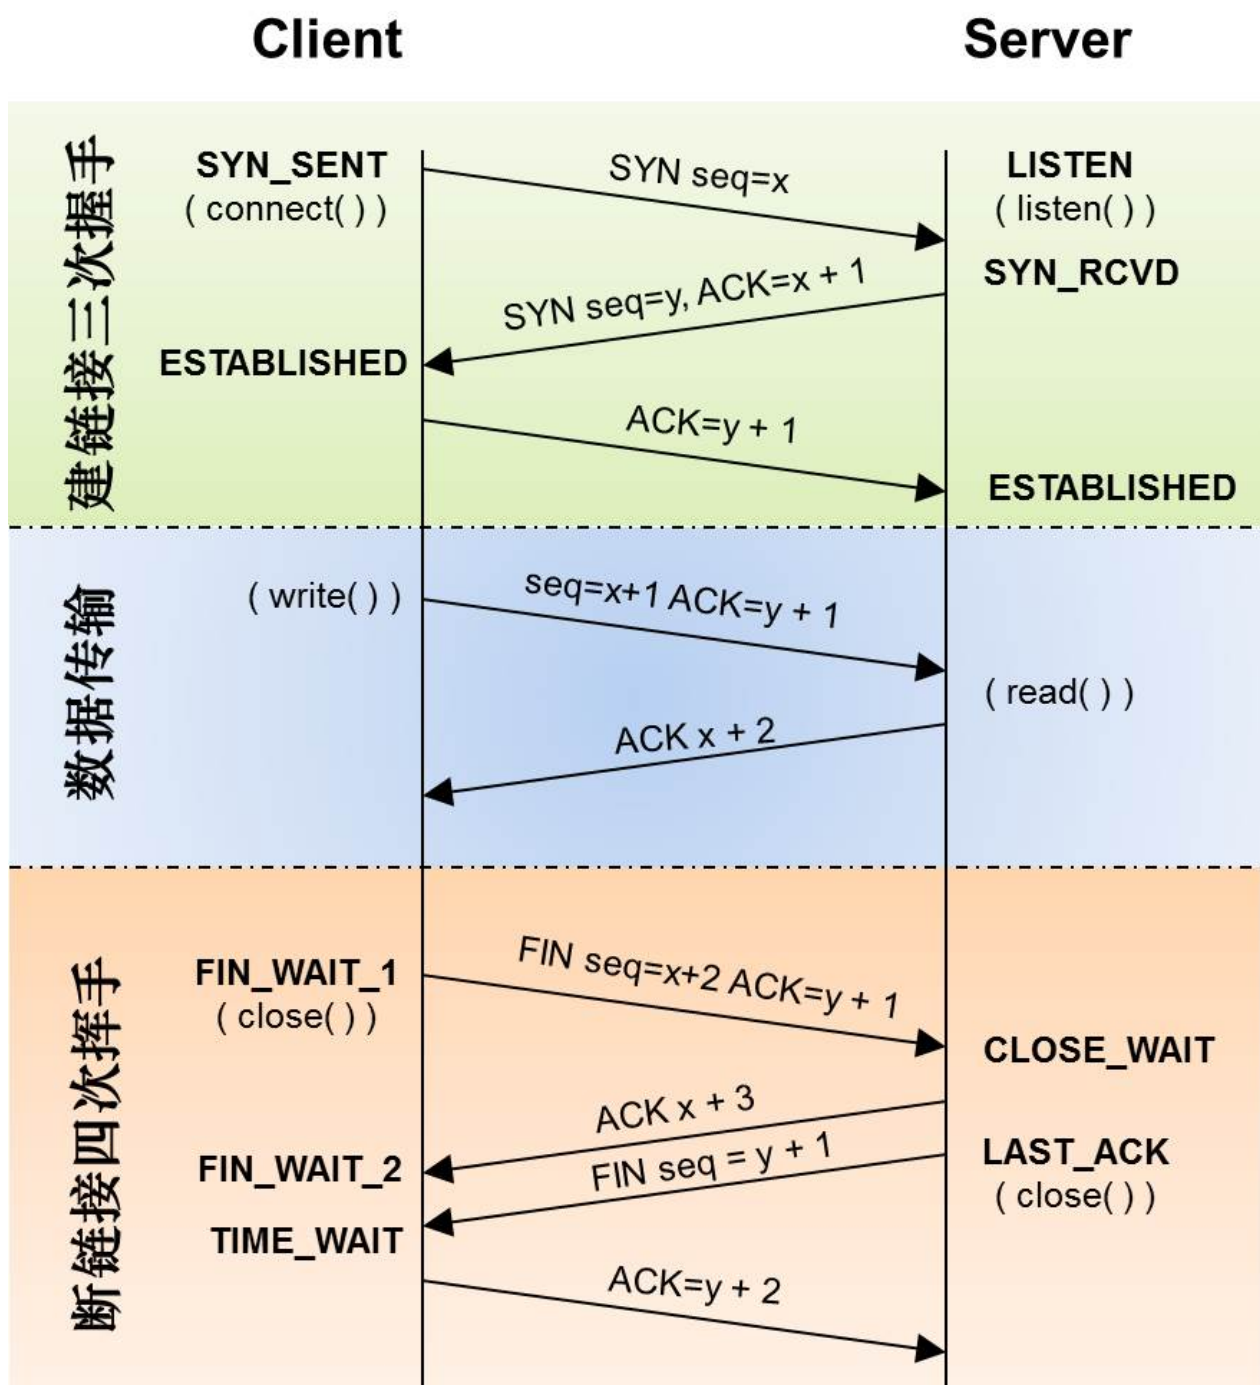 Client
Server
建链接三次握手
SYN_SENT
( connect( ) )
SYN seq=x
LISTEN
( listen( ) )
SYN_RCVD
SYN seq=y, ACK=x + 1
ESTABLISHED
ACK=y + 1
ESTABLISHED
数据传输
( write( ) )
seq=x+1 ACK=y + 1
( read( ) )
ACK x + 2
断链接四次挥手
FIN_WAIT_1
( close( ) )
FIN seq=x+2 ACK=y + 1
CLOSE_WAIT
ACK x + 3
FIN_WAIT_2
FIN seq = y + 1
LAST_ACK
( close( ) )
TIME_WAIT
ACK=y + 2